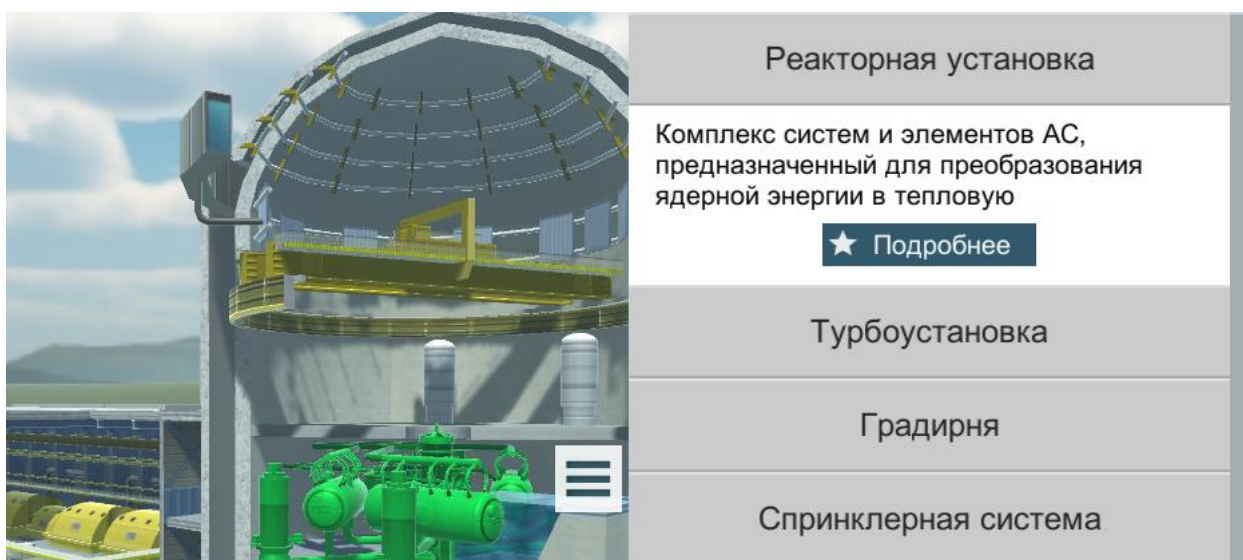 Реакторная установка
Комплекс систем и элементов АС,
предназначенный для преобразования
ядерной энергии в тепловую
Подробнее
Турбоустановка
Градирня
Спринклерная система